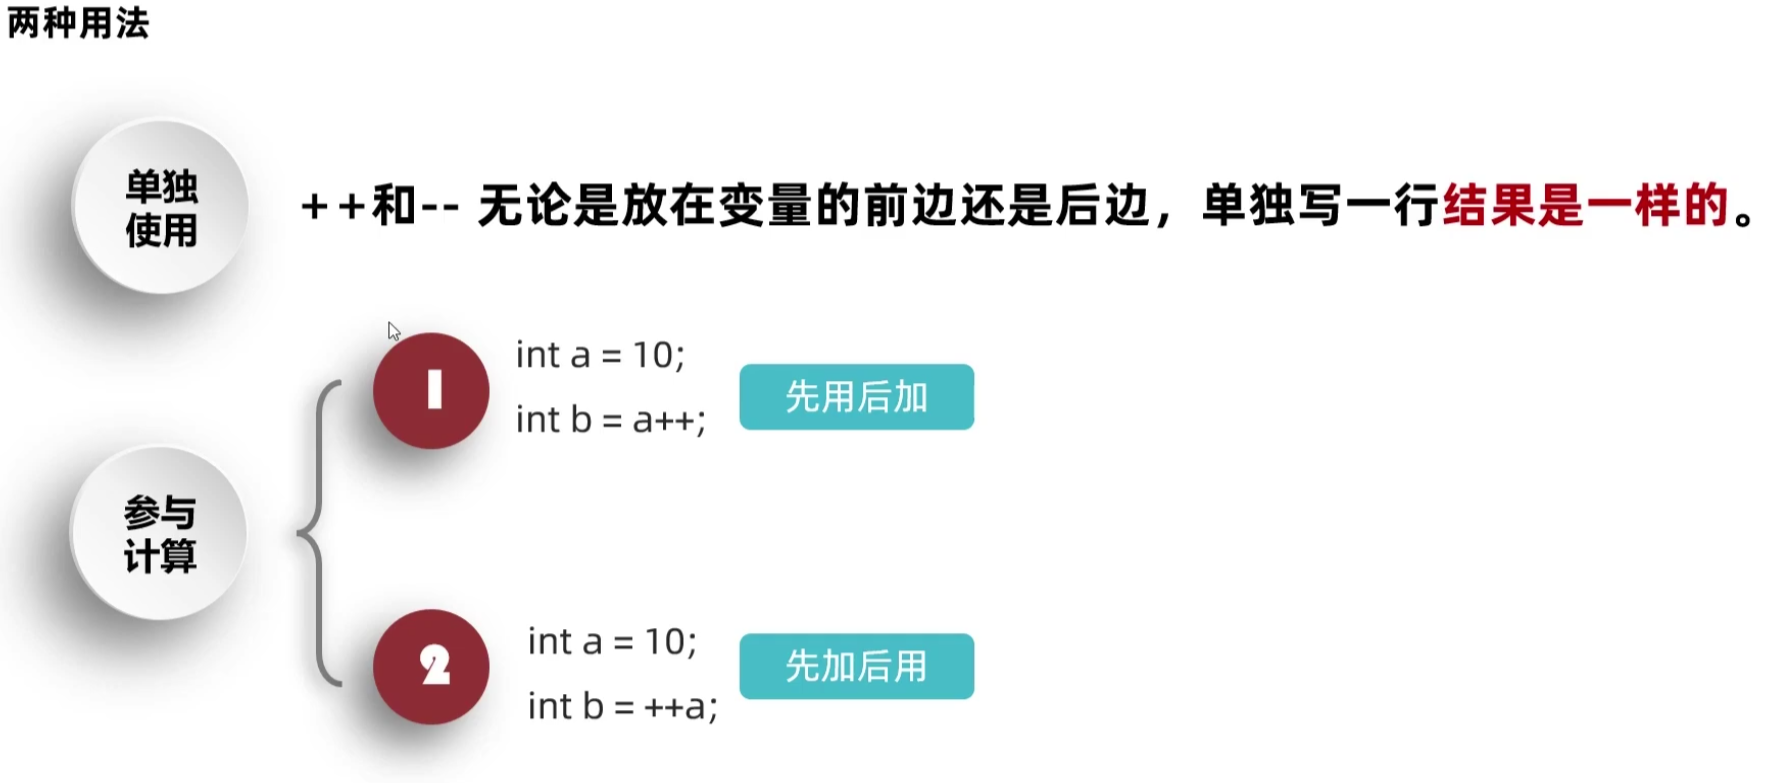 两种用法
单独
使用
++和-- 无论是放在变量的前边还是后边，单独写一行结果是一样的。
参与
计算
1
int a = 10;
int b = a++;
先用后加
2
int a = 10;
int b = ++a;
先加后用